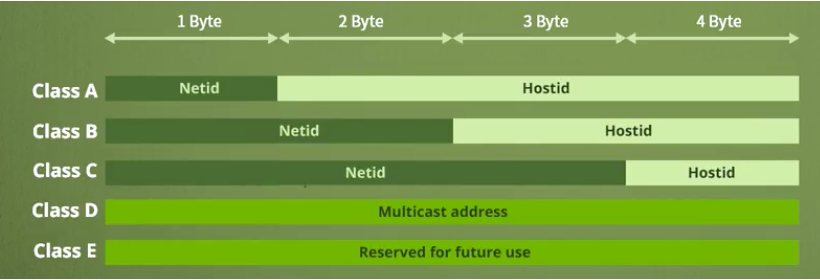 1 Byte 2 Byte 3 Byte 4 Byte
Class A Netid Hostid
Class B Netid Hostid
Class C Netid Hostid
Class D Multicast address
Class E Reserved for future use